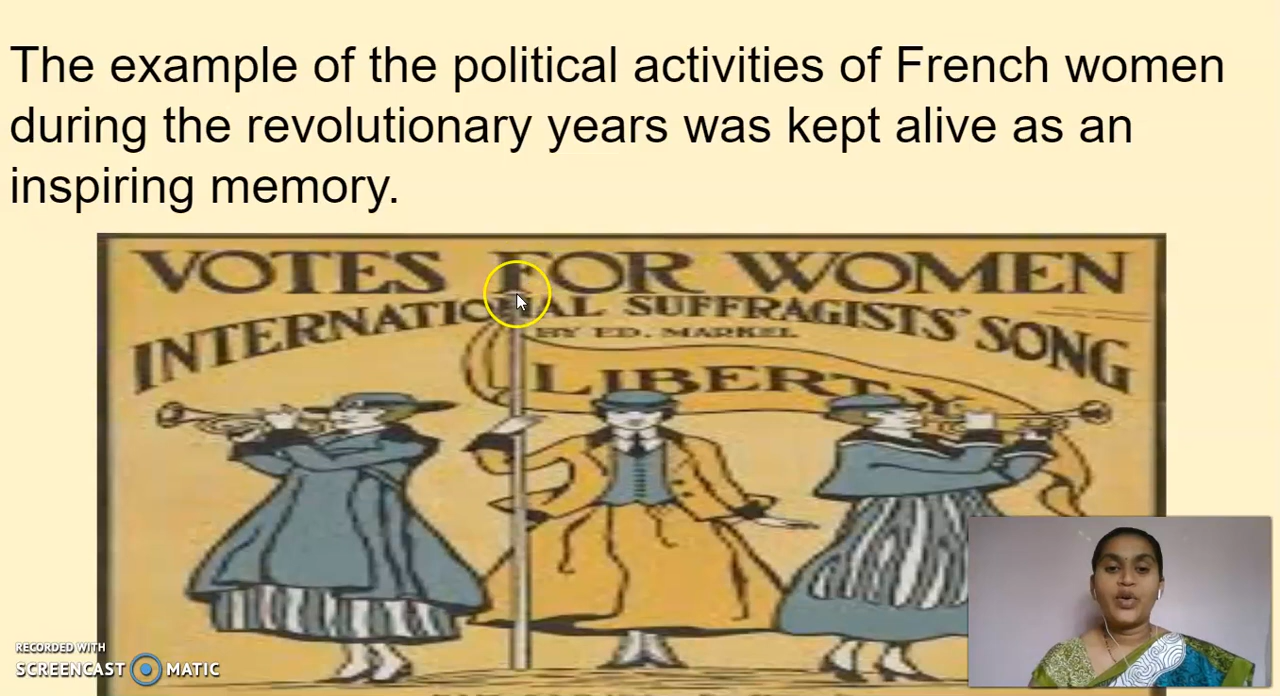 The example of the political activities of French women
during the revolutionary years was kept alive as an
inspiring memory.
VOTES FOR WOMEN
INTERNATIONAL SUFFRAGISTS' SONG
BY ED. MARKEL
LIBERTY
RECORDED WITH
SCREENCAST MATIC